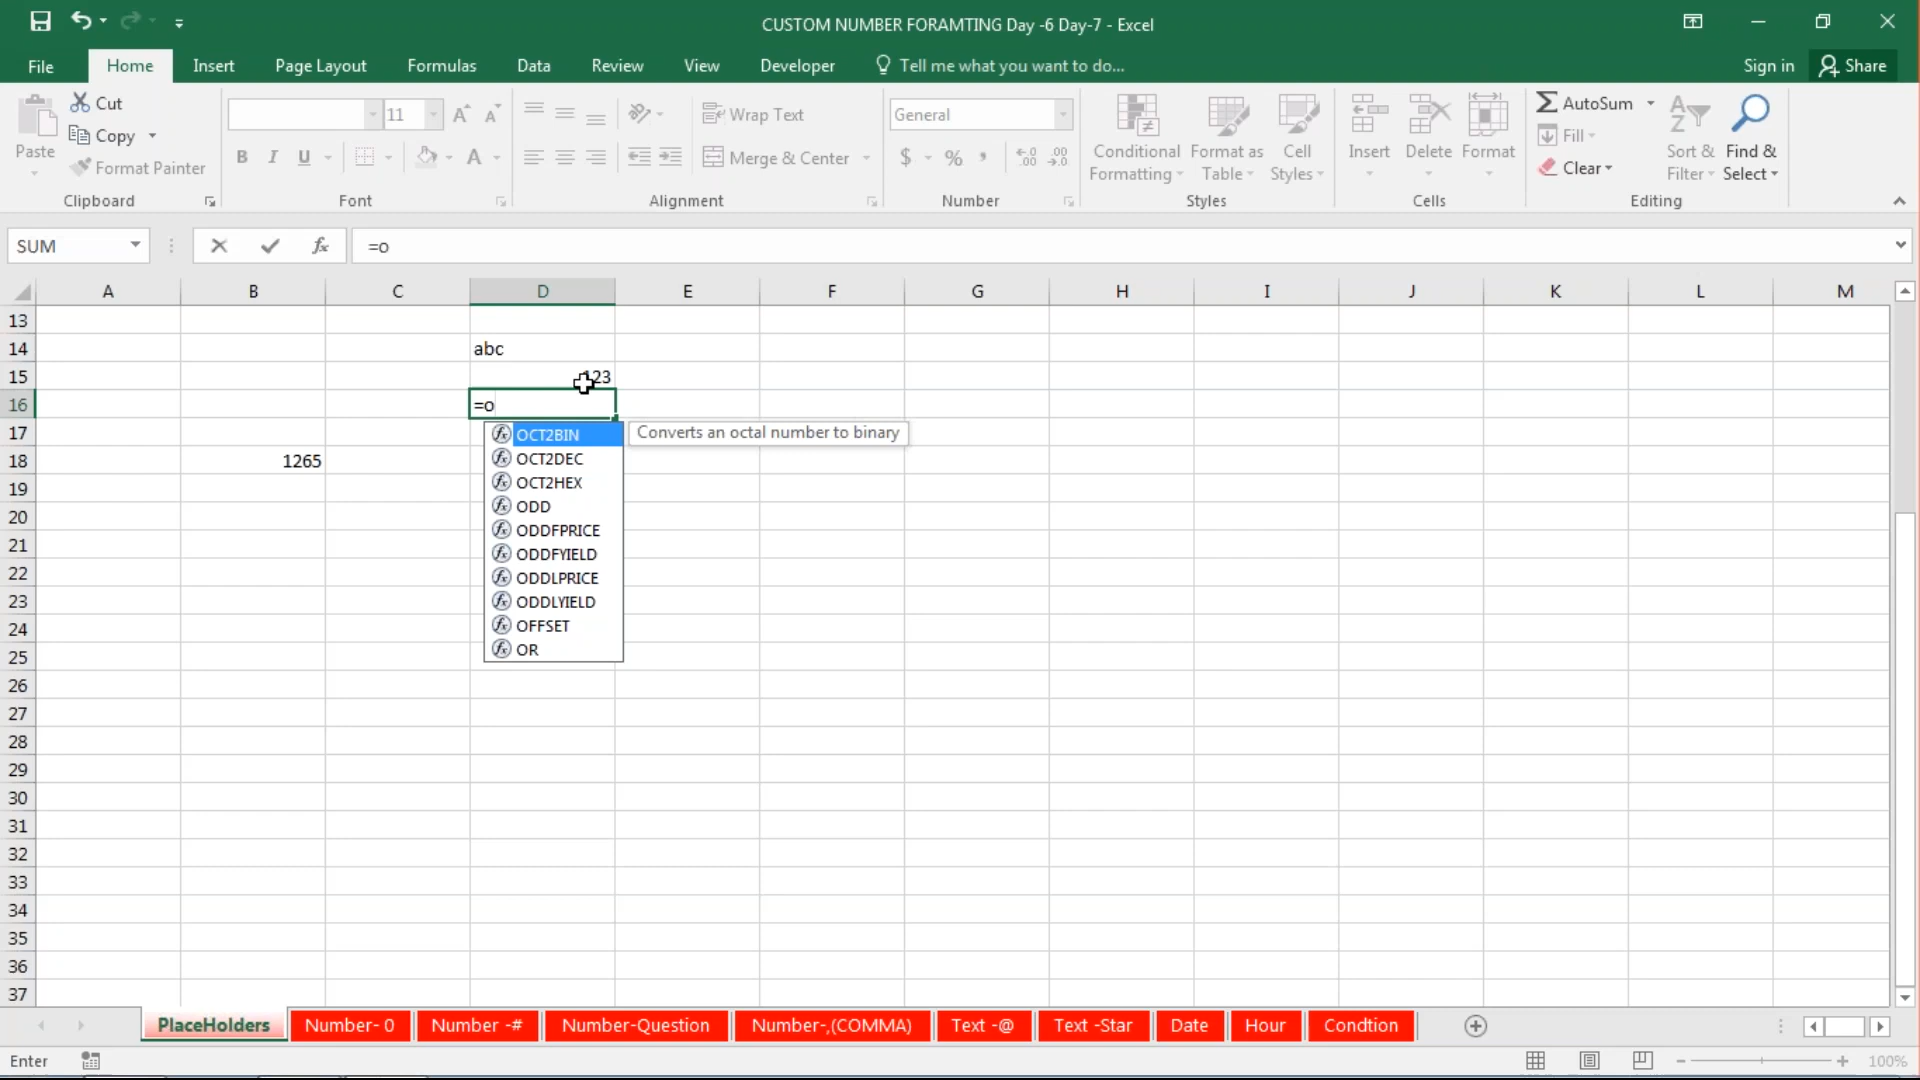 CUSTOM NUMBER FORAMTING Day -6 Day-7 - Excel
File Home Insert Page Layout Formulas Data Review View Developer Tell me what you want to do... Sign in Share
Cut
Copy
Format Painter
Paste
Clipboard
11
B I U A
Font
Wrap Text
Merge & Center
Alignment
General
$ % ,
Number
Conditional Formatting
Format as Table
Cell Styles
Styles
Insert Delete Format
Cells
AutoSum
Fill
Clear
Sort & Filter
Find & Select
Editing
SUM fx =o
A B C D E F G H I J K L M
13
14 abc
15 123
16 =o
17
18 1265
19
20
21
22
23
24
25
26
27
28
29
30
31
32
33
34
35
36
37
OCT2BIN Converts an octal number to binary
OCT2DEC
OCT2HEX
ODD
ODDFPRICE
ODDFYIELD
ODDLPRICE
ODDLYIELD
OFFSET
OR
PlaceHolders Number- 0 Number -# Number-Question Number-,(COMMA) Text -@ Text -Star Date Hour Condtion
Enter 100%